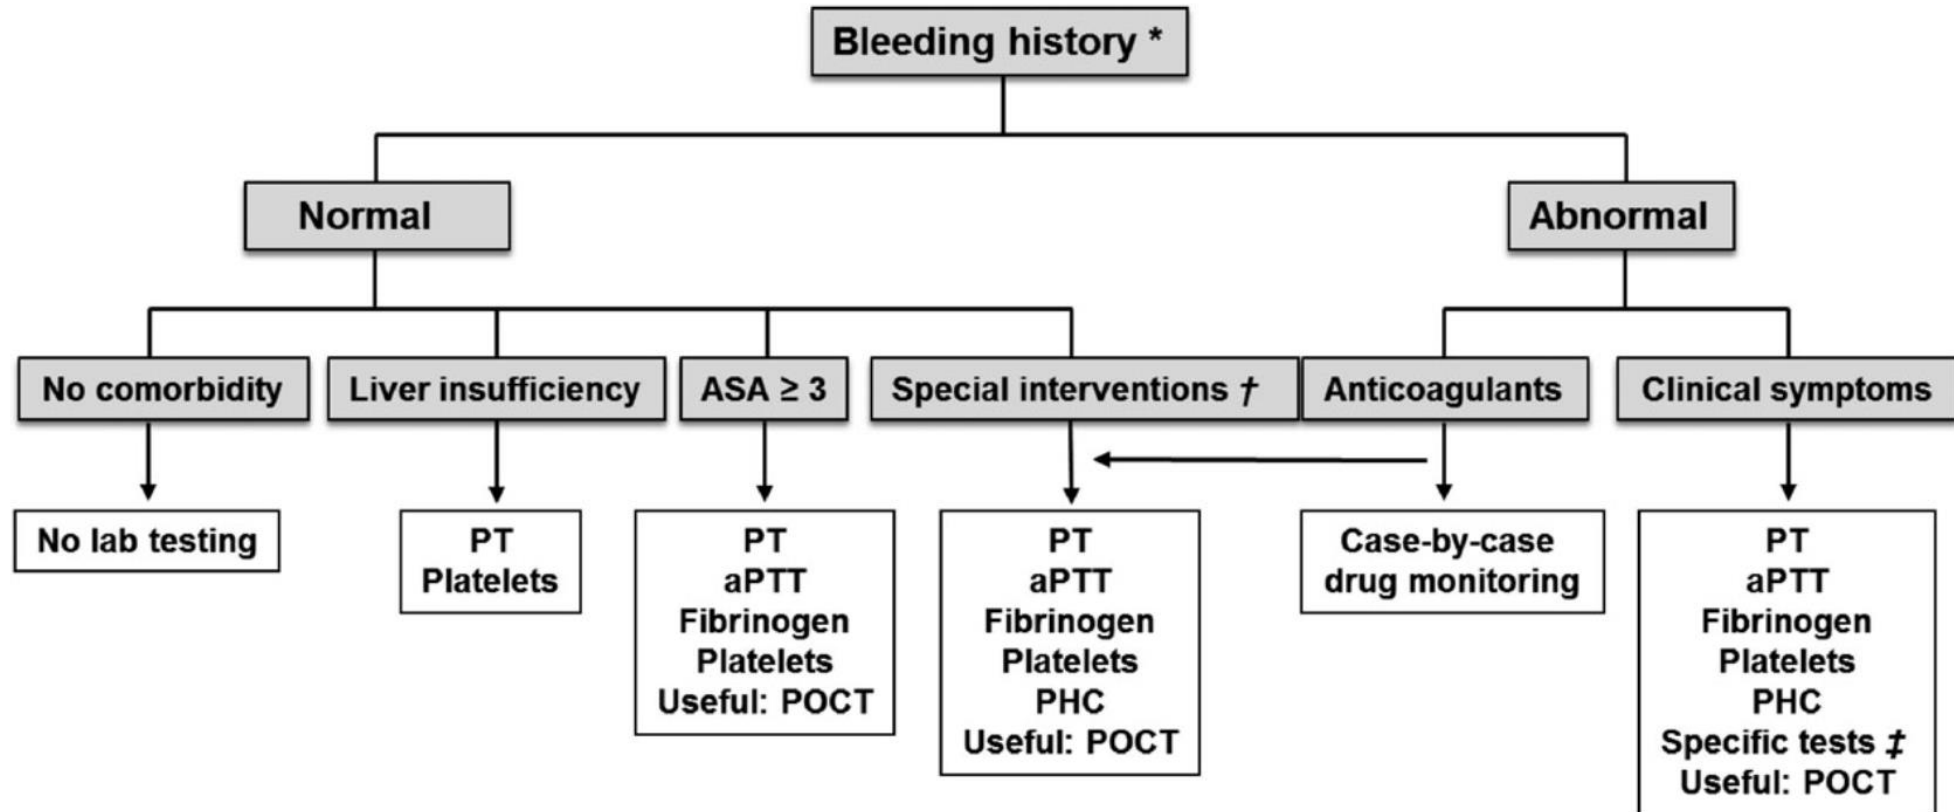 Bleeding history *
Normal
Abnormal
No comorbidity
Liver insufficiency
ASA ≥ 3
Special interventions †
Anticoagulants
Clinical symptoms
No lab testing
PT
Platelets
PT
aPTT
Fibrinogen
Platelets
Useful: POCT
PT
aPTT
Fibrinogen
Platelets
PHC
Useful: POCT
Case-by-case
drug monitoring
PT
aPTT
Fibrinogen
Platelets
PHC
Specific tests ‡
Useful: POCT